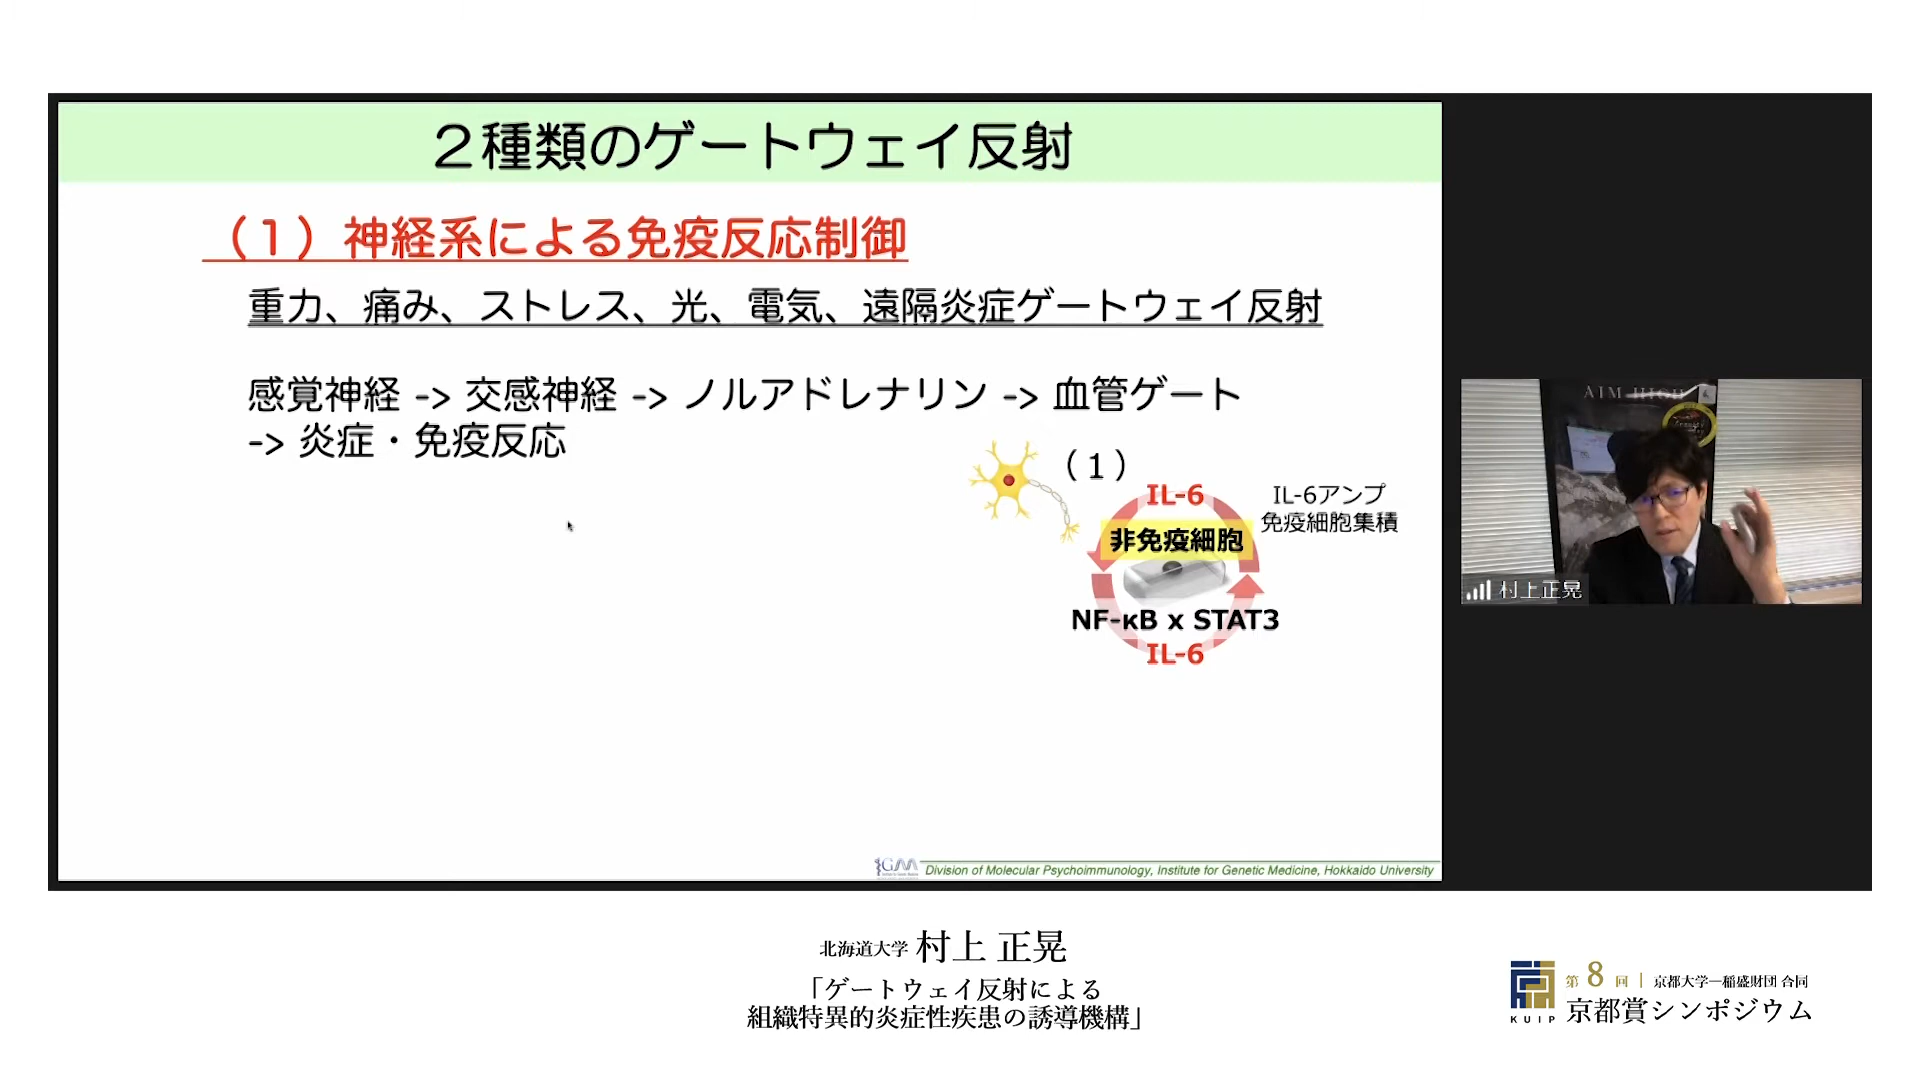 ２種類のゲートウェイ反射
（１）神経系による免疫反応制御
重力、痛み、ストレス、光、電気、遠隔炎症ゲートウェイ反射
感覚神経 -> 交感神経 -> ノルアドレナリン -> 血管ゲート
-> 炎症・免疫反応
（１）
IL-6
IL-6アンプ
免疫細胞集積
非免疫細胞
NF-κB x STAT3
IL-6
AIM HIGH
村上正晃
IGM
Division of Molecular Psychoimmunology, Institute for Genetic Medicine, Hokkaido University
北海道大学 村上 正晃
「ゲートウェイ反射による
組織特異的炎症性疾患の誘導機構」
KUIP
第8回｜京都大学—稲盛財団 合同
京都賞シンポジウム